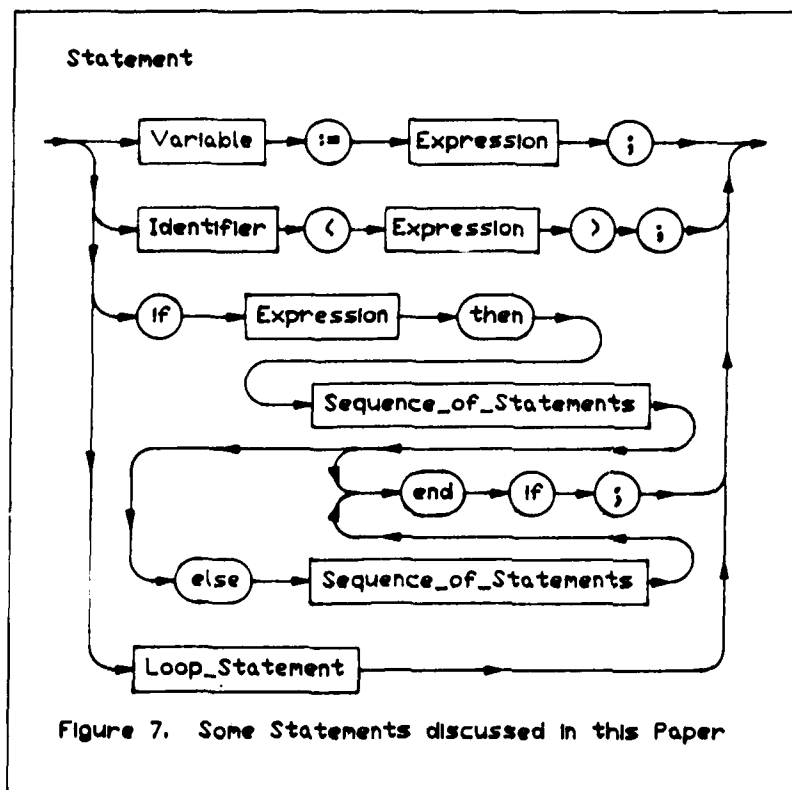 Statement
Variable := Expression ;
Identifier ( Expression ) ;
if Expression then
Sequence_of_Statements
end if ;
else Sequence_of_Statements
Loop_Statement
Figure 7. Some Statements discussed in this Paper